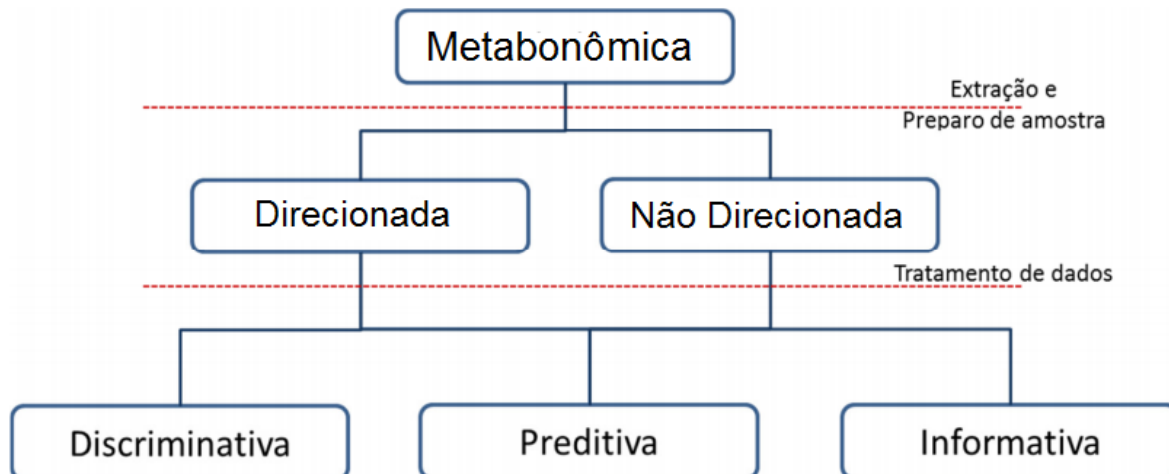 Metabonômica
Extração e
Preparo de amostra
Direcionada
Não Direcionada
Tratamento de dados
Discriminativa
Preditiva
Informativa